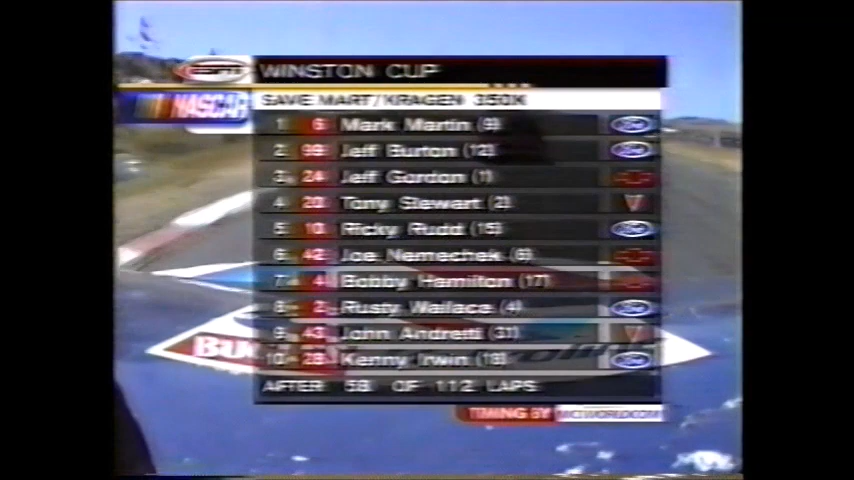 WINSTON CUP
NASCAR
SAVE MART/KRAGEN 350K
1 6 Mark Martin (9)
2 99 Jeff Burton (12)
3 24 Jeff Gordon (1)
4 20 Tony Stewart (2)
5 10 Ricky Rudd (15)
6 42 Joe Nemechek (6)
7 4 Bobby Hamilton (17)
8 2 Rusty Wallace (4)
9 43 John Andretti (31)
10 28 Kenny Irwin (18)
AFTER 58 OF 112 LAPS
TIMING BY